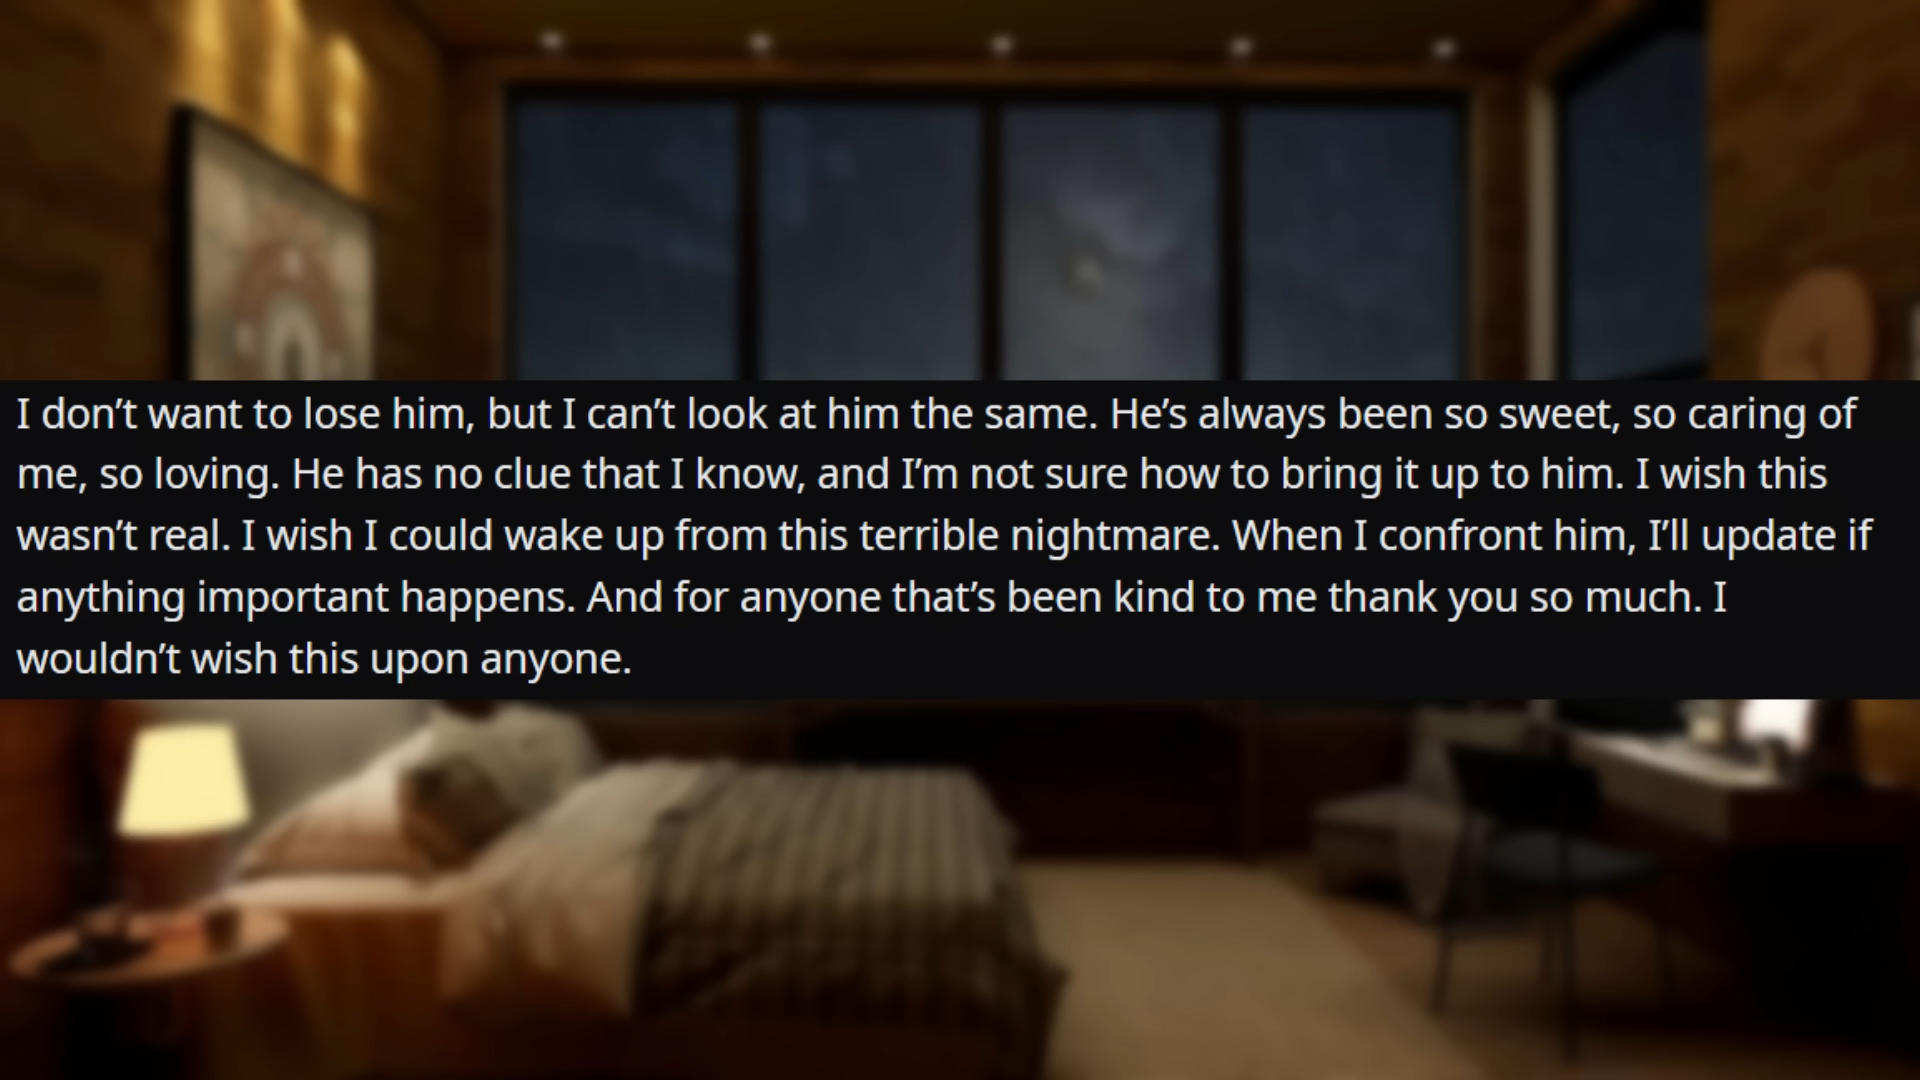 I don’t want to lose him, but I can’t look at him the same. He’s always been so sweet, so caring of
me, so loving. He has no clue that I know, and I’m not sure how to bring it up to him. I wish this
wasn’t real. I wish I could wake up from this terrible nightmare. When I confront him, I’ll update if
anything important happens. And for anyone that’s been kind to me thank you so much. I
wouldn’t wish this upon anyone.